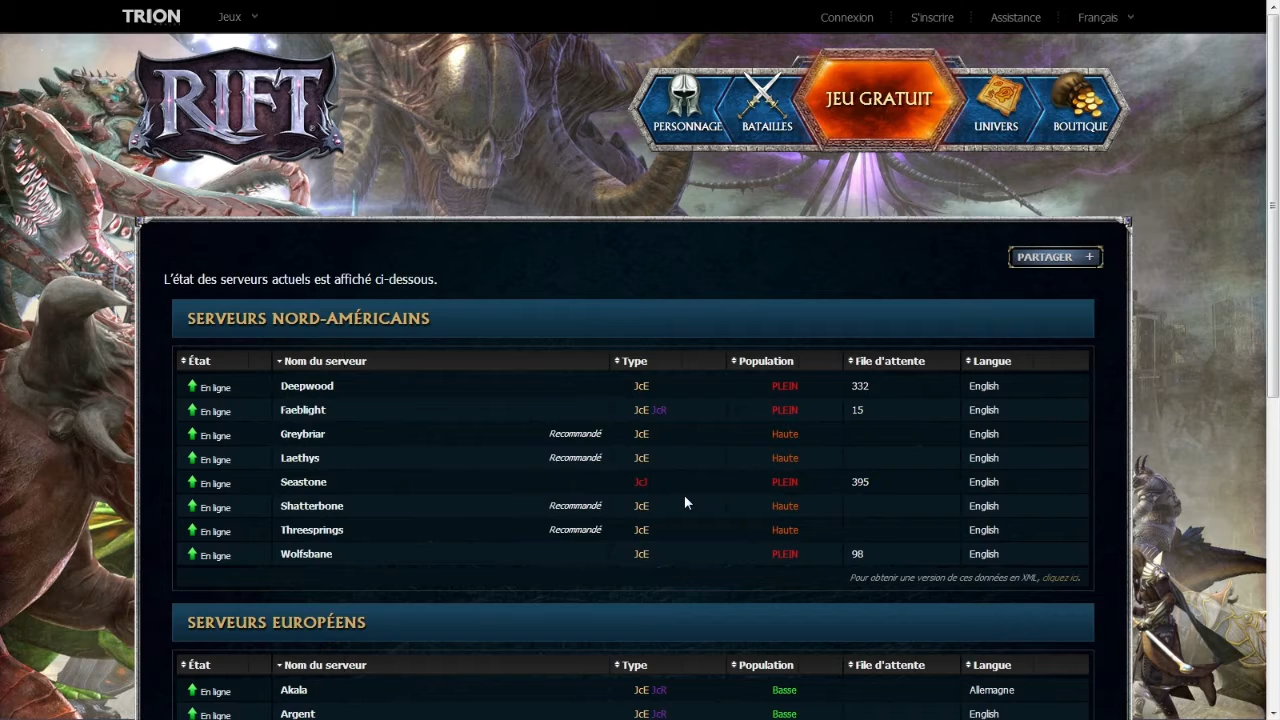 TRION
Jeux
Connexion S'inscrire Assistance Français
RIFT
PERSONNAGE BATAILLES JEU GRATUIT UNIVERS BOUTIQUE
PARTAGER +
L'état des serveurs actuels est affiché ci-dessous.
SERVEURS NORD-AMÉRICAINS
État Nom du serveur Type Population File d'attente Langue
En ligne Deepwood JcE PLEIN 332 English
En ligne Faeblight JcE JcR PLEIN 15 English
En ligne Greybriar Recommandé JcE Haute English
En ligne Laethys Recommandé JcE Haute English
En ligne Seastone JcJ PLEIN 395 English
En ligne Shatterbone Recommandé JcE Haute English
En ligne Threesprings Recommandé JcE Haute English
En ligne Wolfsbane JcE PLEIN 98 English
Pour obtenir une version de ces données en XML, cliquez ici.
SERVEURS EUROPÉENS
État Nom du serveur Type Population File d'attente Langue
En ligne Akala JcE JcR Basse Allemagne
En ligne Argent JcE JcR Basse